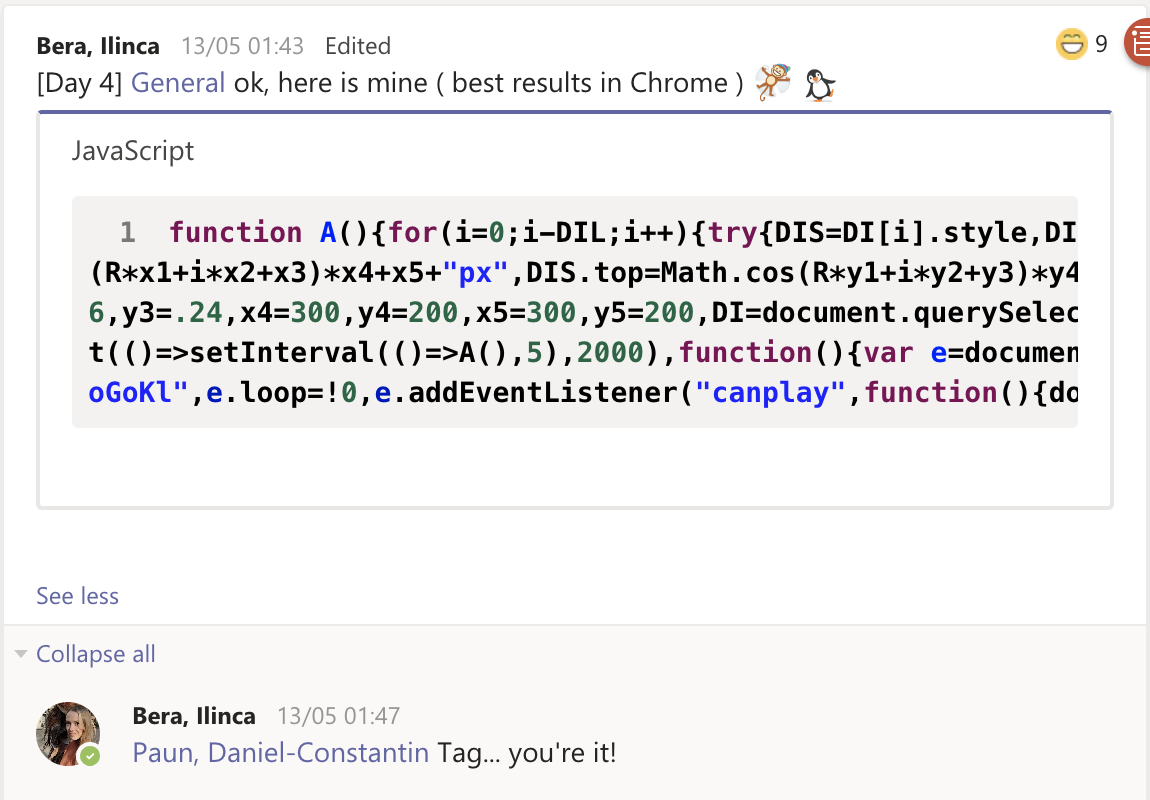 Bera, Ilinca 13/05 01:43 Edited 9
[Day 4] General ok, here is mine ( best results in Chrome )
JavaScript
1 function A(){for(i=0;i-DIL;i++){try{DIS=DI[i].style,DI
(R*x1+i*x2+x3)*x4+x5+"px",DIS.top=Math.cos(R*y1+i*y2+y3)*y4
6,y3=.24,x4=300,y4=200,x5=300,y5=200,DI=document.querySelec
t(()=>setInterval(()=>A(),5),2000),function(){var e=documen
oGoKl",e.loop=!0,e.addEventListener("canplay",function(){do
See less
Collapse all
Bera, Ilinca 13/05 01:47
Paun, Daniel-Constantin Tag... you're it!